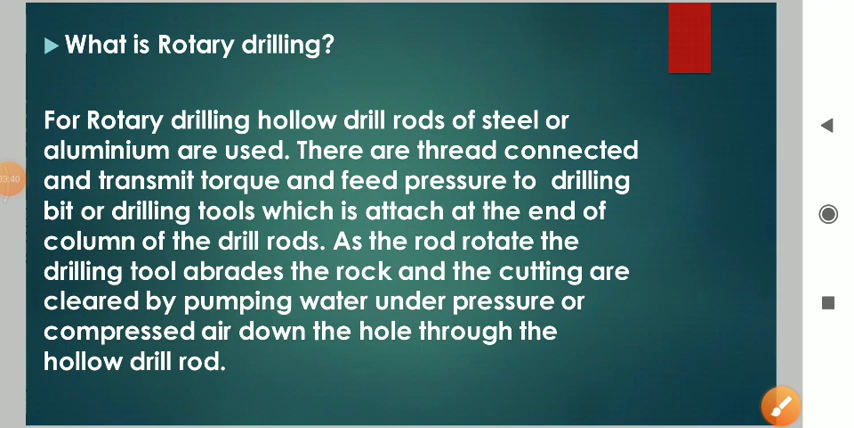 What is Rotary drilling?
For Rotary drilling hollow drill rods of steel or
aluminium are used. There are thread connected
and transmit torque and feed pressure to drilling
bit or drilling tools which is attach at the end of
column of the drill rods. As the rod rotate the
drilling tool abrades the rock and the cutting are
cleared by pumping water under pressure or
compressed air down the hole through the
hollow drill rod.